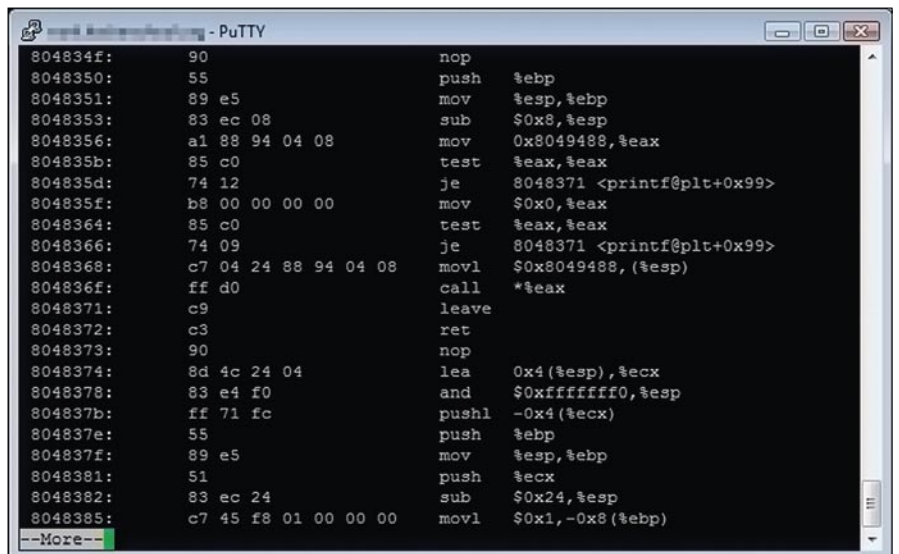 - PuTTY
804834f: 90 nop
8048350: 55 push %ebp
8048351: 89 e5 mov %esp,%ebp
8048353: 83 ec 08 sub $0x8,%esp
8048356: a1 88 94 04 08 mov 0x8049488,%eax
804835b: 85 c0 test %eax,%eax
804835d: 74 12 je 8048371 <printf@plt+0x99>
804835f: b8 00 00 00 00 mov $0x0,%eax
8048364: 85 c0 test %eax,%eax
8048366: 74 09 je 8048371 <printf@plt+0x99>
8048368: c7 04 24 88 94 04 08 movl $0x8049488,(%esp)
804836f: ff d0 call *%eax
8048371: c9 leave
8048372: c3 ret
8048373: 90 nop
8048374: 8d 4c 24 04 lea 0x4(%esp),%ecx
8048378: 83 e4 f0 and $0xfffffff0,%esp
804837b: ff 71 fc pushl -0x4(%ecx)
804837e: 55 push %ebp
804837f: 89 e5 mov %esp,%ebp
8048381: 51 push %ecx
8048382: 83 ec 24 sub $0x24,%esp
8048385: c7 45 f8 01 00 00 00 movl $0x1,-0x8(%ebp)
--More--